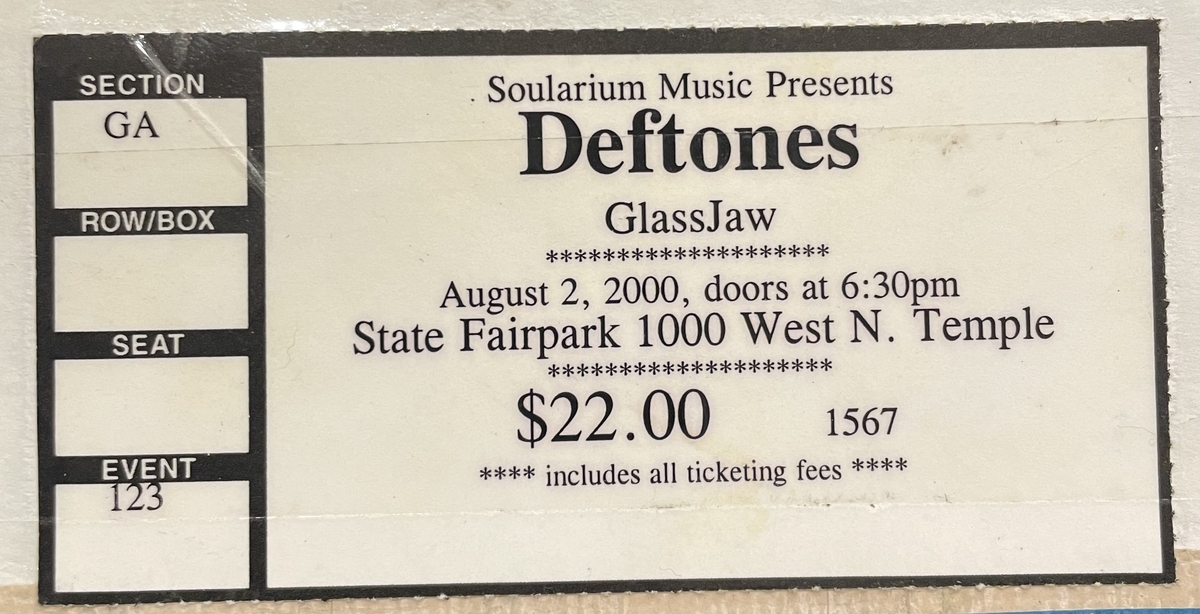 SECTION
GA
ROW/BOX
SEAT
EVENT
123
Soularium Music Presents
Deftones
GlassJaw
********************
August 2, 2000, doors at 6:30pm
State Fairpark 1000 West N. Temple
********************
$22.00 1567
**** includes all ticketing fees ****